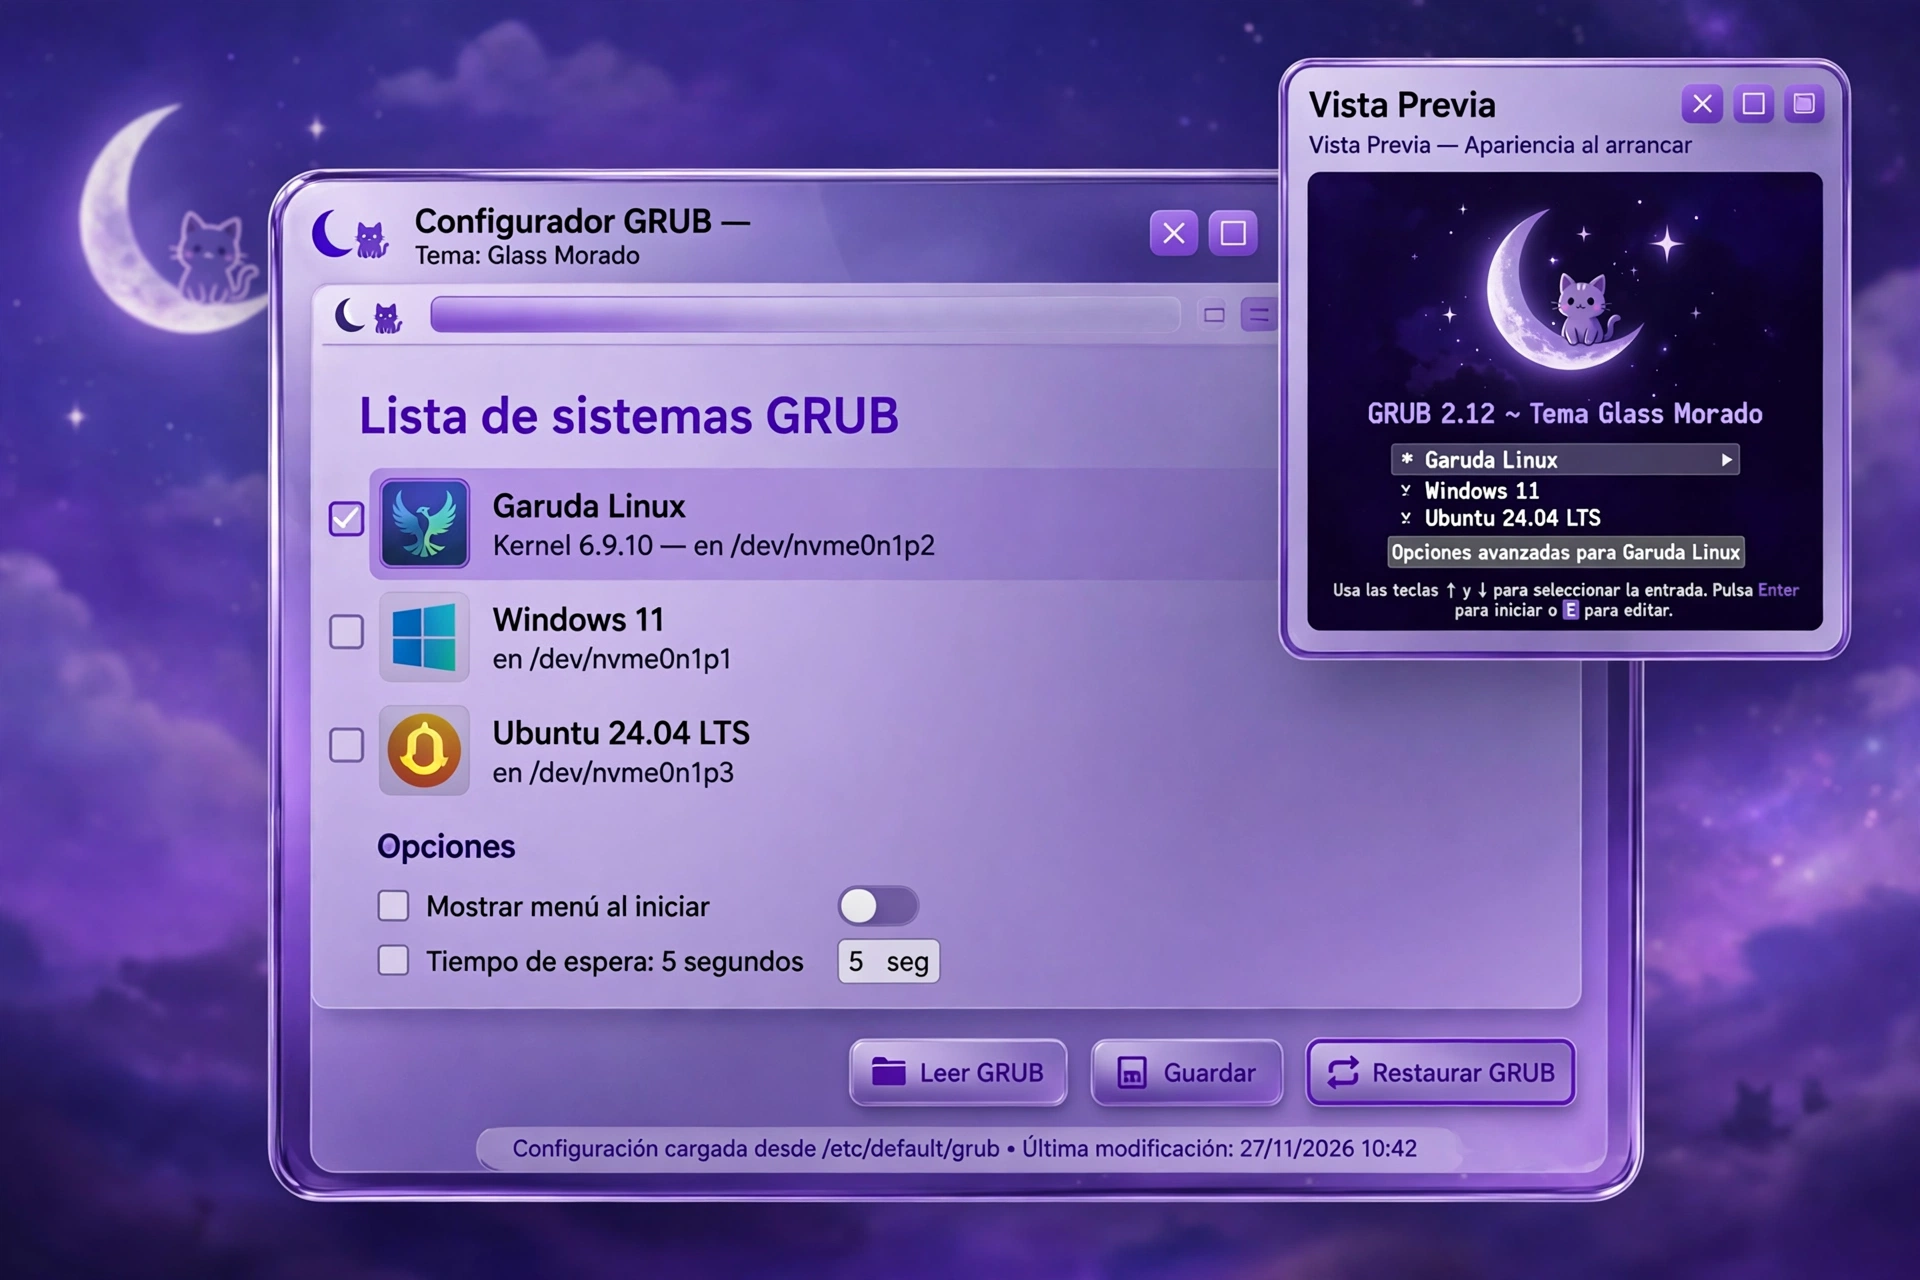 Configurador GRUB —
Tema: Glass Morado
Lista de sistemas GRUB
Garuda Linux
Kernel 6.9.10 — en /dev/nvme0n1p2
Windows 11
en /dev/nvme0n1p1
Ubuntu 24.04 LTS
en /dev/nvme0n1p3
Opciones
Mostrar menú al iniciar
Tiempo de espera: 5 segundos
5 seg
Leer GRUB
Guardar
Restaurar GRUB
Configuración cargada desde /etc/default/grub • Última modificación: 27/11/2026 10:42
Vista Previa
Vista Previa — Apariencia al arrancar
GRUB 2.12 ~ Tema Glass Morado
* Garuda Linux
Windows 11
Ubuntu 24.04 LTS
Opciones avanzadas para Garuda Linux
Usa las teclas ↑ y ↓ para seleccionar la entrada. Pulsa Enter
para iniciar o E para editar.